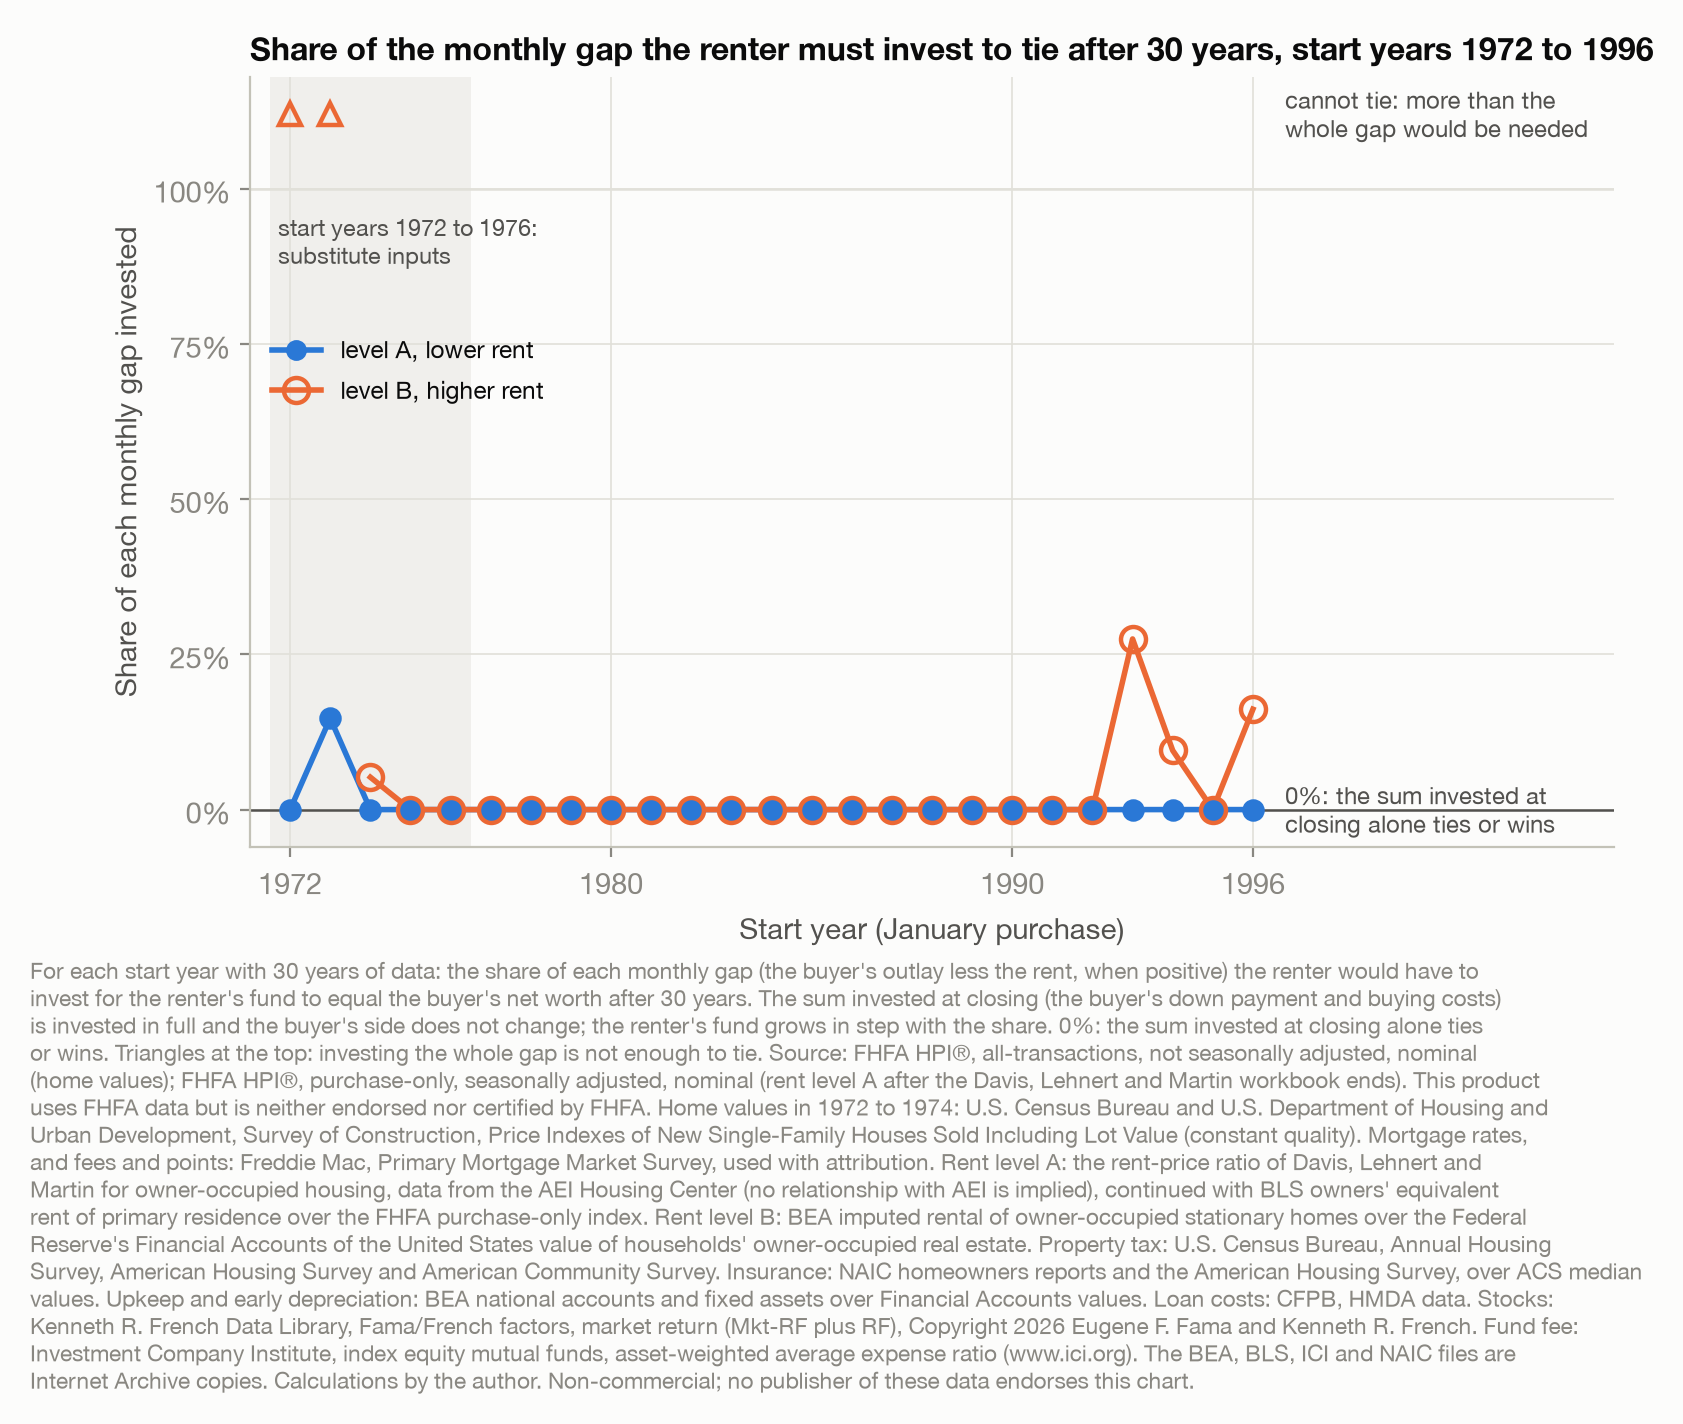 Share of the monthly gap the renter must invest to tie after 30 years, start years 1972 to 1996
cannot tie: more than the
whole gap would be needed
100%
start years 1972 to 1976:
substitute inputs
75%
level A, lower rent
level B, higher rent
50%
25%
0%
Share of each monthly gap invested
0%: the sum invested at
closing alone ties or wins
1972
1980
1990
1996
Start year (January purchase)
For each start year with 30 years of data: the share of each monthly gap (the buyer's outlay less the rent, when positive) the renter would have to
invest for the renter's fund to equal the buyer's net worth after 30 years. The sum invested at closing (the buyer's down payment and buying costs)
is invested in full and the buyer's side does not change; the renter's fund grows in step with the share. 0%: the sum invested at closing alone ties
or wins. Triangles at the top: investing the whole gap is not enough to tie. Source: FHFA HPI®, all-transactions, not seasonally adjusted, nominal
(home values); FHFA HPI®, purchase-only, seasonally adjusted, nominal (rent level A after the Davis, Lehnert and Martin workbook ends). This product
uses FHFA data but is neither endorsed nor certified by FHFA. Home values in 1972 to 1974: U.S. Census Bureau and U.S. Department of Housing and
Urban Development, Survey of Construction, Price Indexes of New Single-Family Houses Sold Including Lot Value (constant quality). Mortgage rates,
and fees and points: Freddie Mac, Primary Mortgage Market Survey, used with attribution. Rent level A: the rent-price ratio of Davis, Lehnert and
Martin for owner-occupied housing, data from the AEI Housing Center (no relationship with AEI is implied), continued with BLS owners' equivalent
rent of primary residence over the FHFA purchase-only index. Rent level B: BEA imputed rental of owner-occupied stationary homes over the Federal
Reserve's Financial Accounts of the United States value of households' owner-occupied real estate. Property tax: U.S. Census Bureau, Annual Housing
Survey, American Housing Survey and American Community Survey. Insurance: NAIC homeowners reports and the American Housing Survey, over ACS median
values. Upkeep and early depreciation: BEA national accounts and fixed assets over Financial Accounts values. Loan costs: CFPB, HMDA data. Stocks:
Kenneth R. French Data Library, Fama/French factors, market return (Mkt-RF plus RF), Copyright 2026 Eugene F. Fama and Kenneth R. French. Fund fee:
Investment Company Institute, index equity mutual funds, asset-weighted average expense ratio (www.ici.org). The BEA, BLS, ICI and NAIC files are
Internet Archive copies. Calculations by the author. Non-commercial; no publisher of these data endorses this chart.